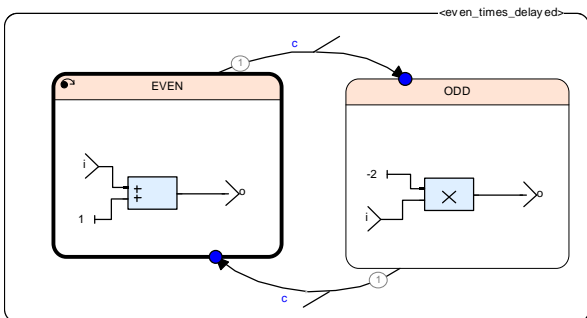 <even_times_delayed>
c
1
EVEN
ODD
i
+
+
1
o
-2
i
×
o
1
c